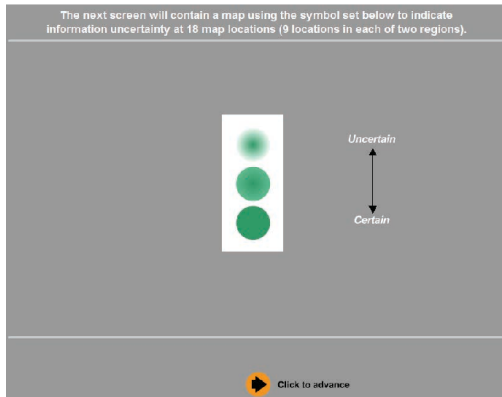 The next screen will contain a map using the symbol set below to indicate
information uncertainty at 18 map locations (9 locations in each of two regions).
Uncertain
Certain
Click to advance